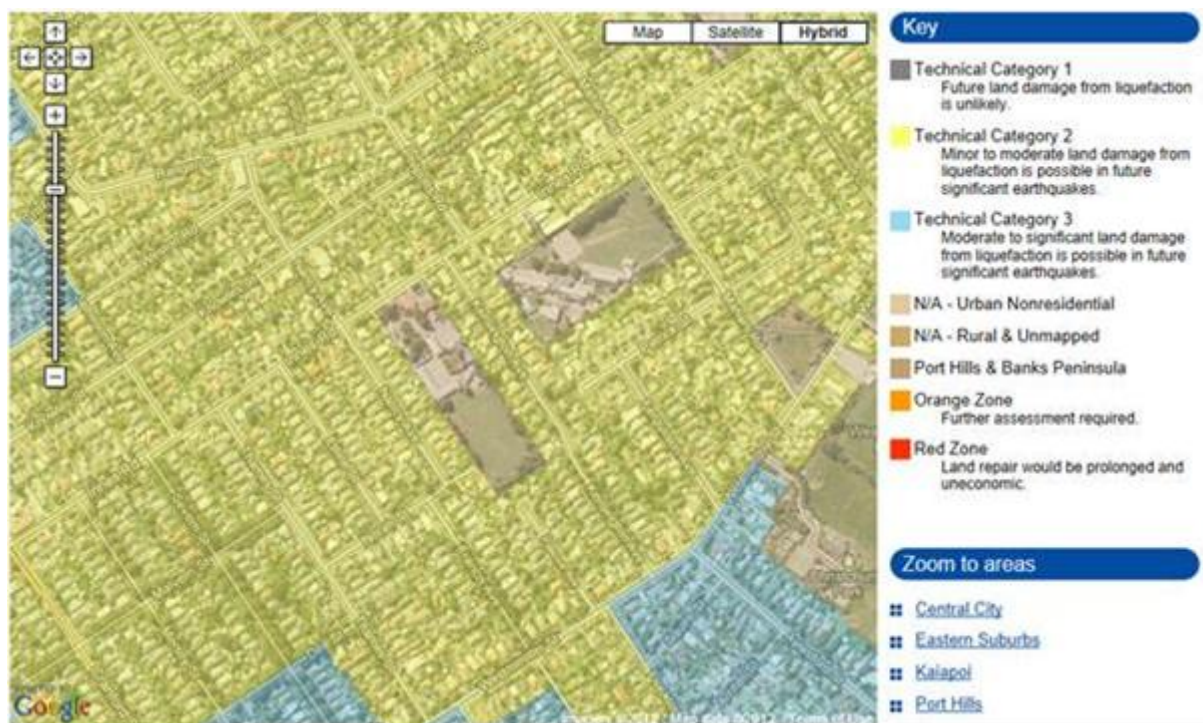 Map Satellite Hybrid
Key
Technical Category 1
Future land damage from liquefaction
is unlikely.
Technical Category 2
Minor to moderate land damage from
liquefaction is possible in future
significant earthquakes.
Technical Category 3
Moderate to significant land damage
from liquefaction is possible in future
significant earthquakes.
N/A - Urban Nonresidential
N/A - Rural & Unmapped
Port Hills & Banks Peninsula
Orange Zone
Further assessment required.
Red Zone
Land repair would be prolonged and
uneconomic.
Zoom to areas
Central City
Eastern Suburbs
Kaiapoi
Port Hills
Google